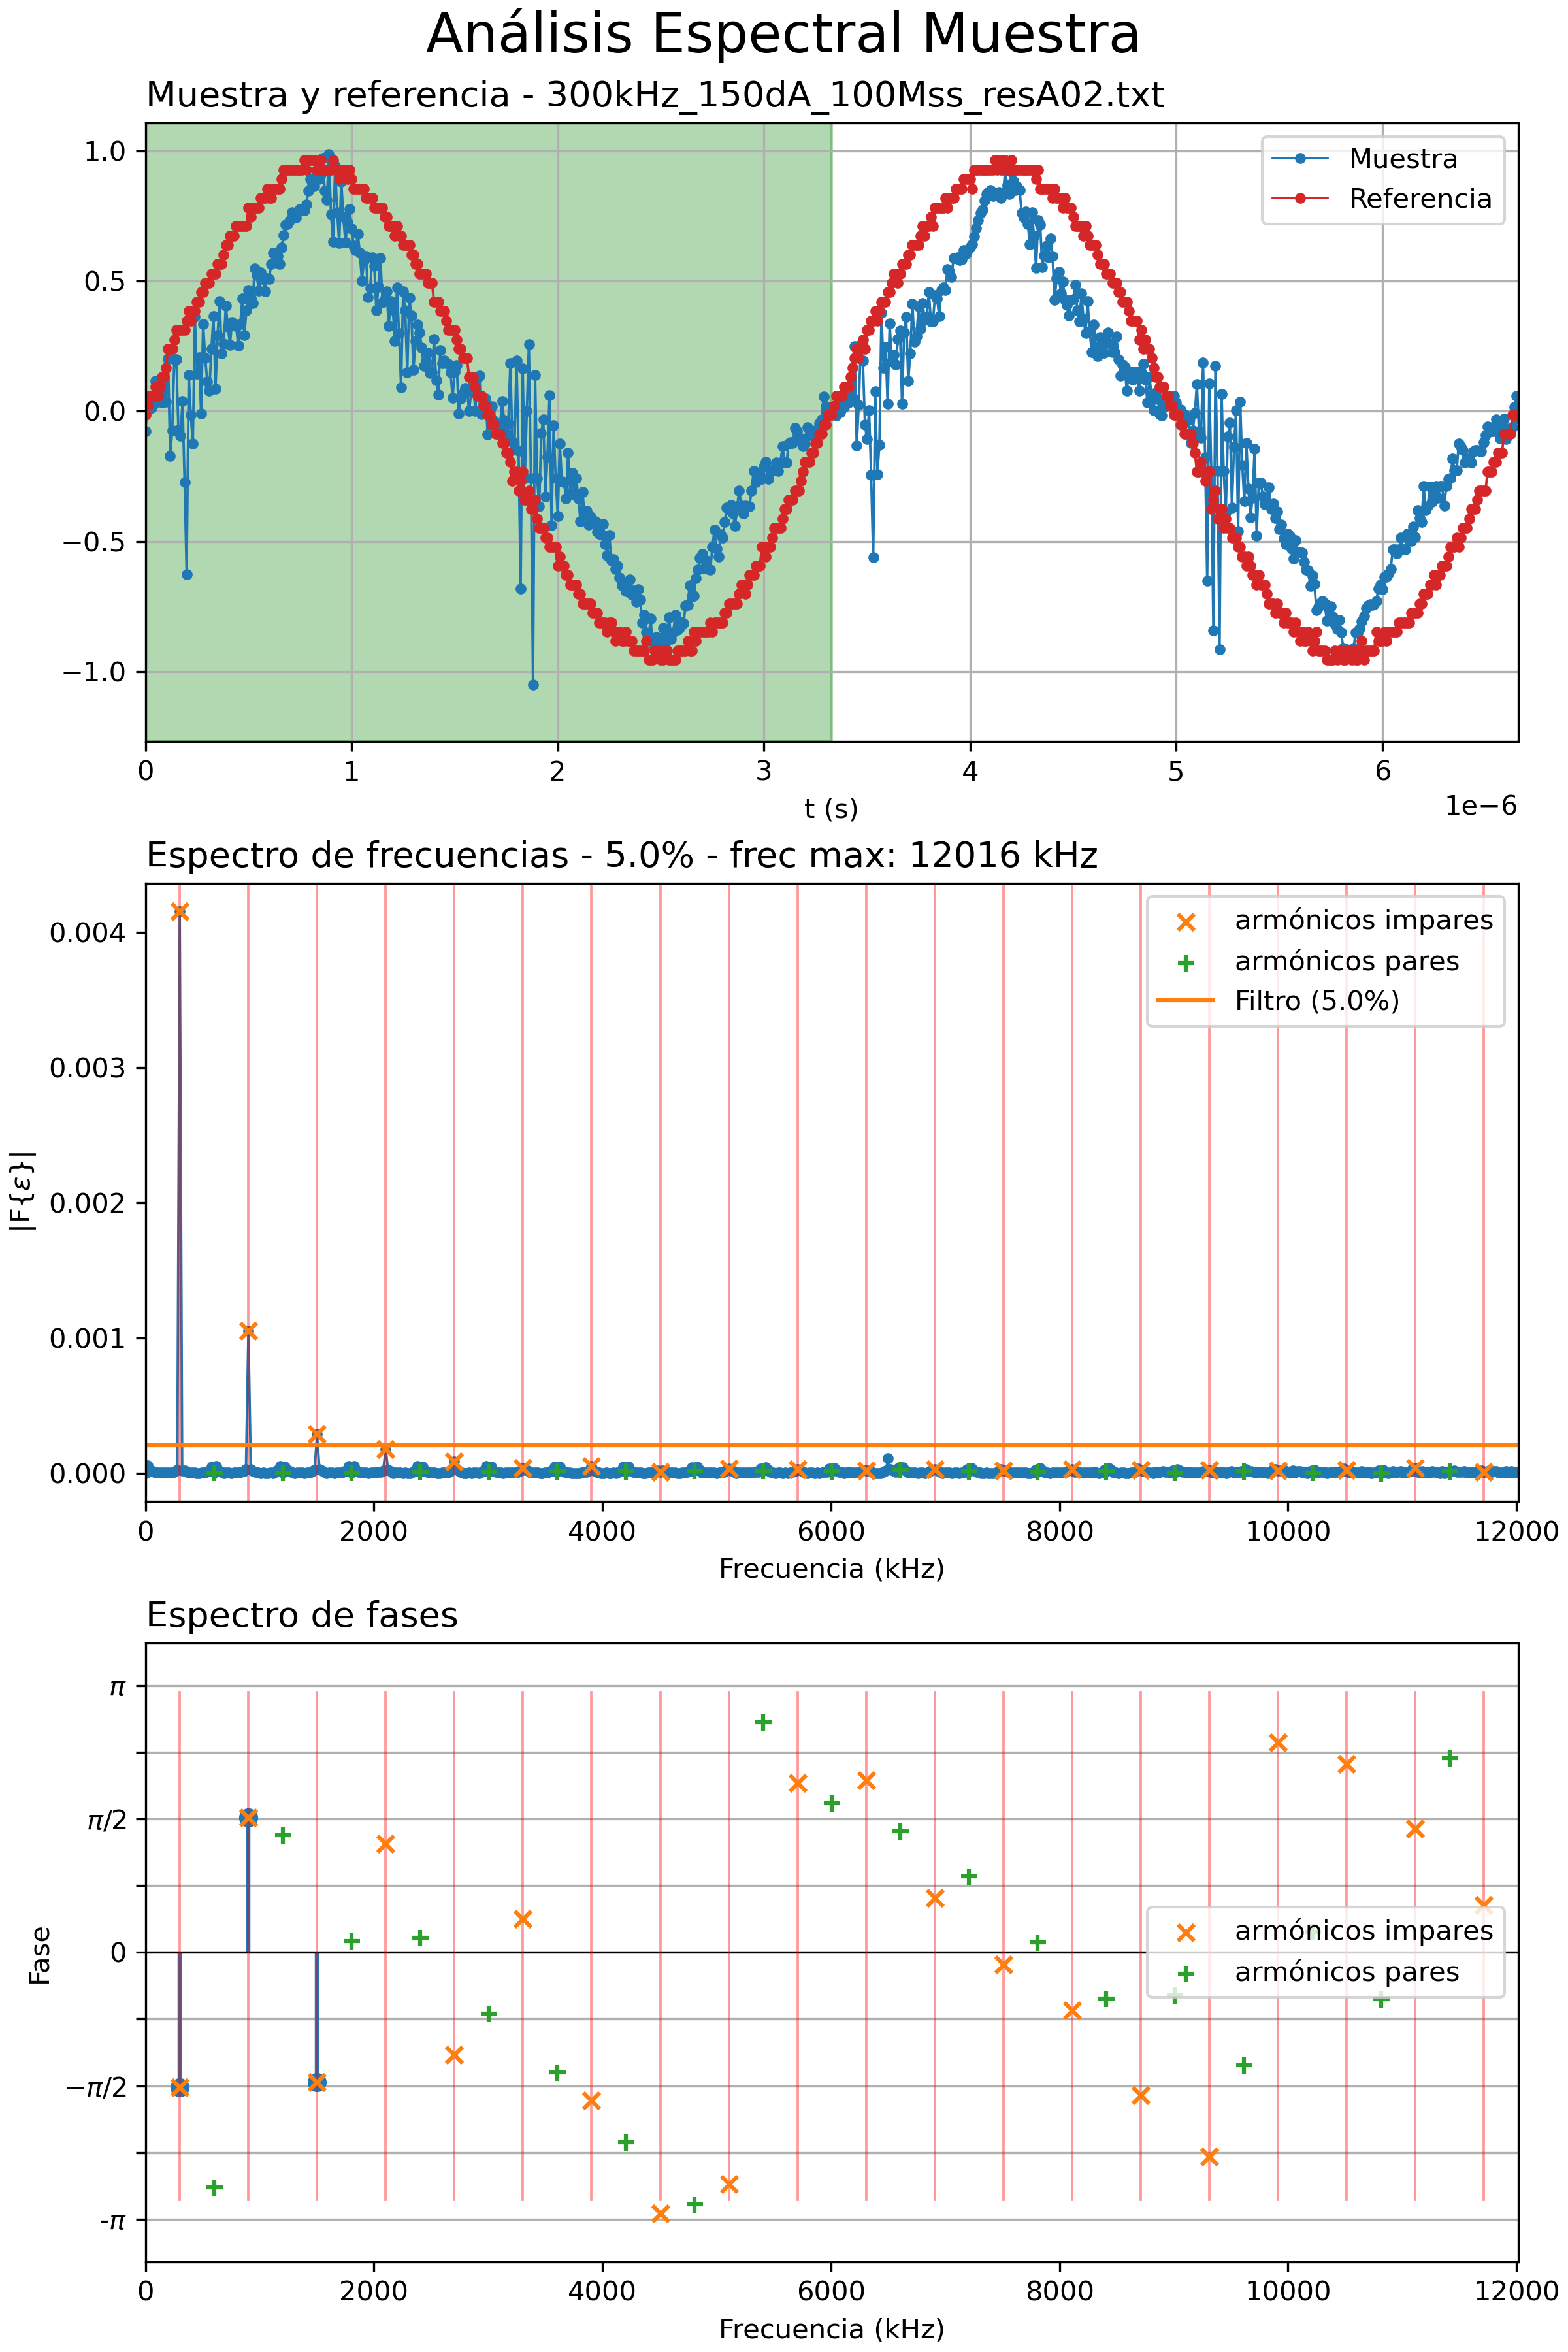 Análisis Espectral Muestra
Muestra y referencia - 300kHz_150dA_100Mss_resA02.txt
1.0
0.5
0.0
−0.5
−1.0
Muestra
Referencia
0 1 2 3 4 5 6
t (s)
1e−6
Espectro de frecuencias - 5.0% - frec max: 12016 kHz
0.004
0.003
0.002
0.001
0.000
|F{ε}|
armónicos impares
armónicos pares
Filtro (5.0%)
0 2000 4000 6000 8000 10000 12000
Frecuencia (kHz)
Espectro de fases
π
π/2
0
−π/2
-π
Fase
armónicos impares
armónicos pares
0 2000 4000 6000 8000 10000 12000
Frecuencia (kHz)